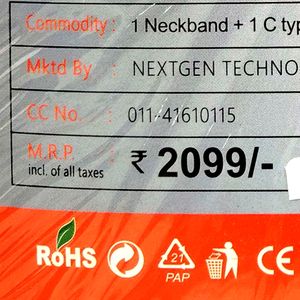 Commodity : 1 Neckband + 1 C typ
Mktd By : NEXTGEN TECHNO
CC No. : 011-41610115
M.R.P. : ₹ 2099/-
incl. of all taxes
RoHS
21
PAP
CE